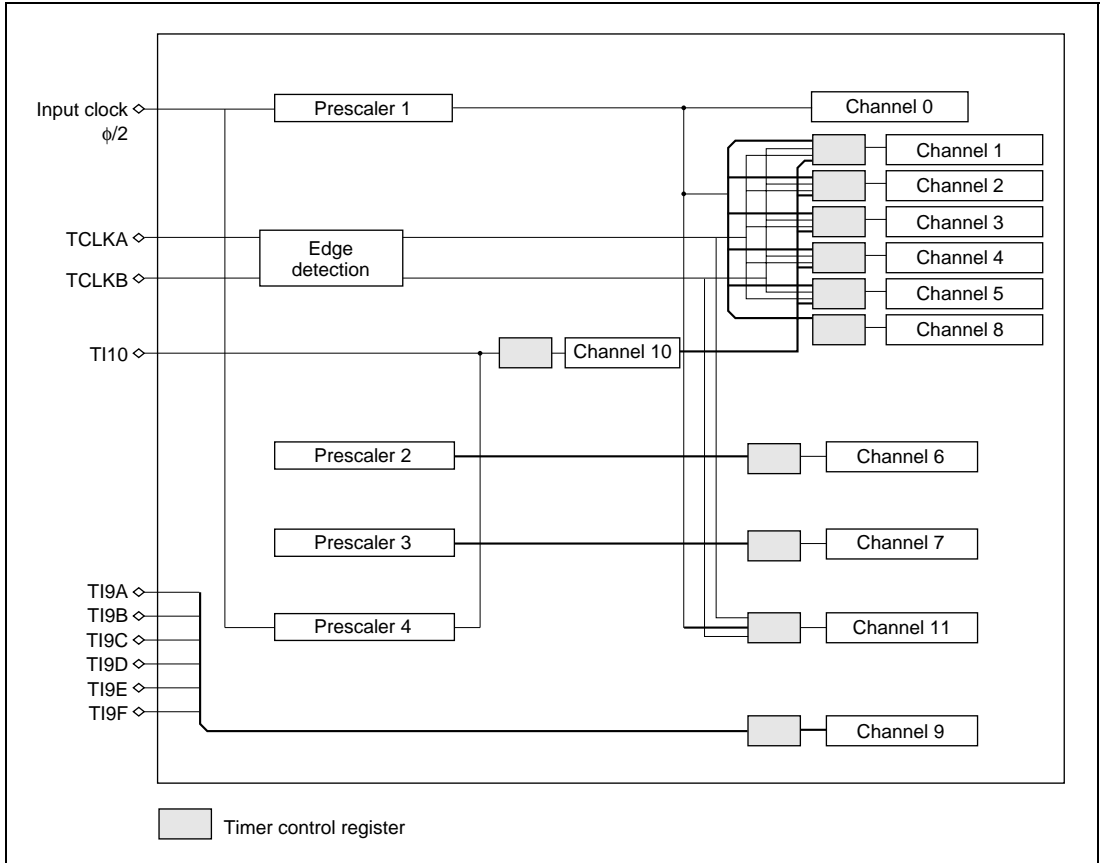 Input clock
ϕ/2
Prescaler 1
Channel 0
Channel 1
Channel 2
Channel 3
Channel 4
Channel 5
Channel 8
TCLKA
TCLKB
Edge
detection
TI10
Channel 10
Prescaler 2
Channel 6
Prescaler 3
Channel 7
TI9A
TI9B
TI9C
TI9D
TI9E
TI9F
Prescaler 4
Channel 11
Channel 9
Timer control register